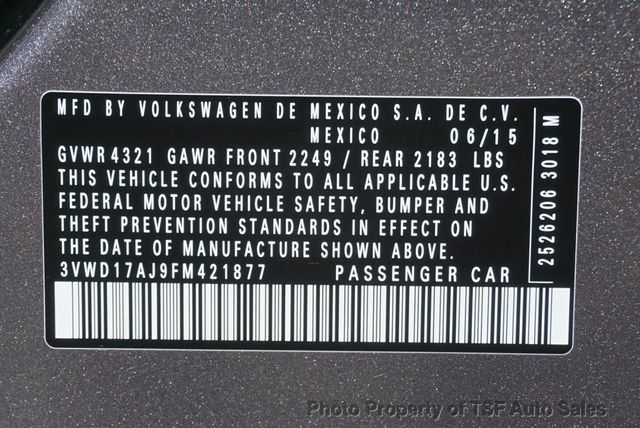 MFD BY VOLKSWAGEN DE MEXICO S.A. DE C.V.
MEXICO 06/15
GVWR 4321 GAWR FRONT 2249 / REAR 2183 LBS
THIS VEHICLE CONFORMS TO ALL APPLICABLE U.S.
FEDERAL MOTOR VEHICLE SAFETY, BUMPER AND
THEFT PREVENTION STANDARDS IN EFFECT ON
THE DATE OF MANUFACTURE SHOWN ABOVE.
3VWD17AJ9FM421877 PASSENGER CAR
2526206 3018 M
Photo Property of TSF Auto Sales